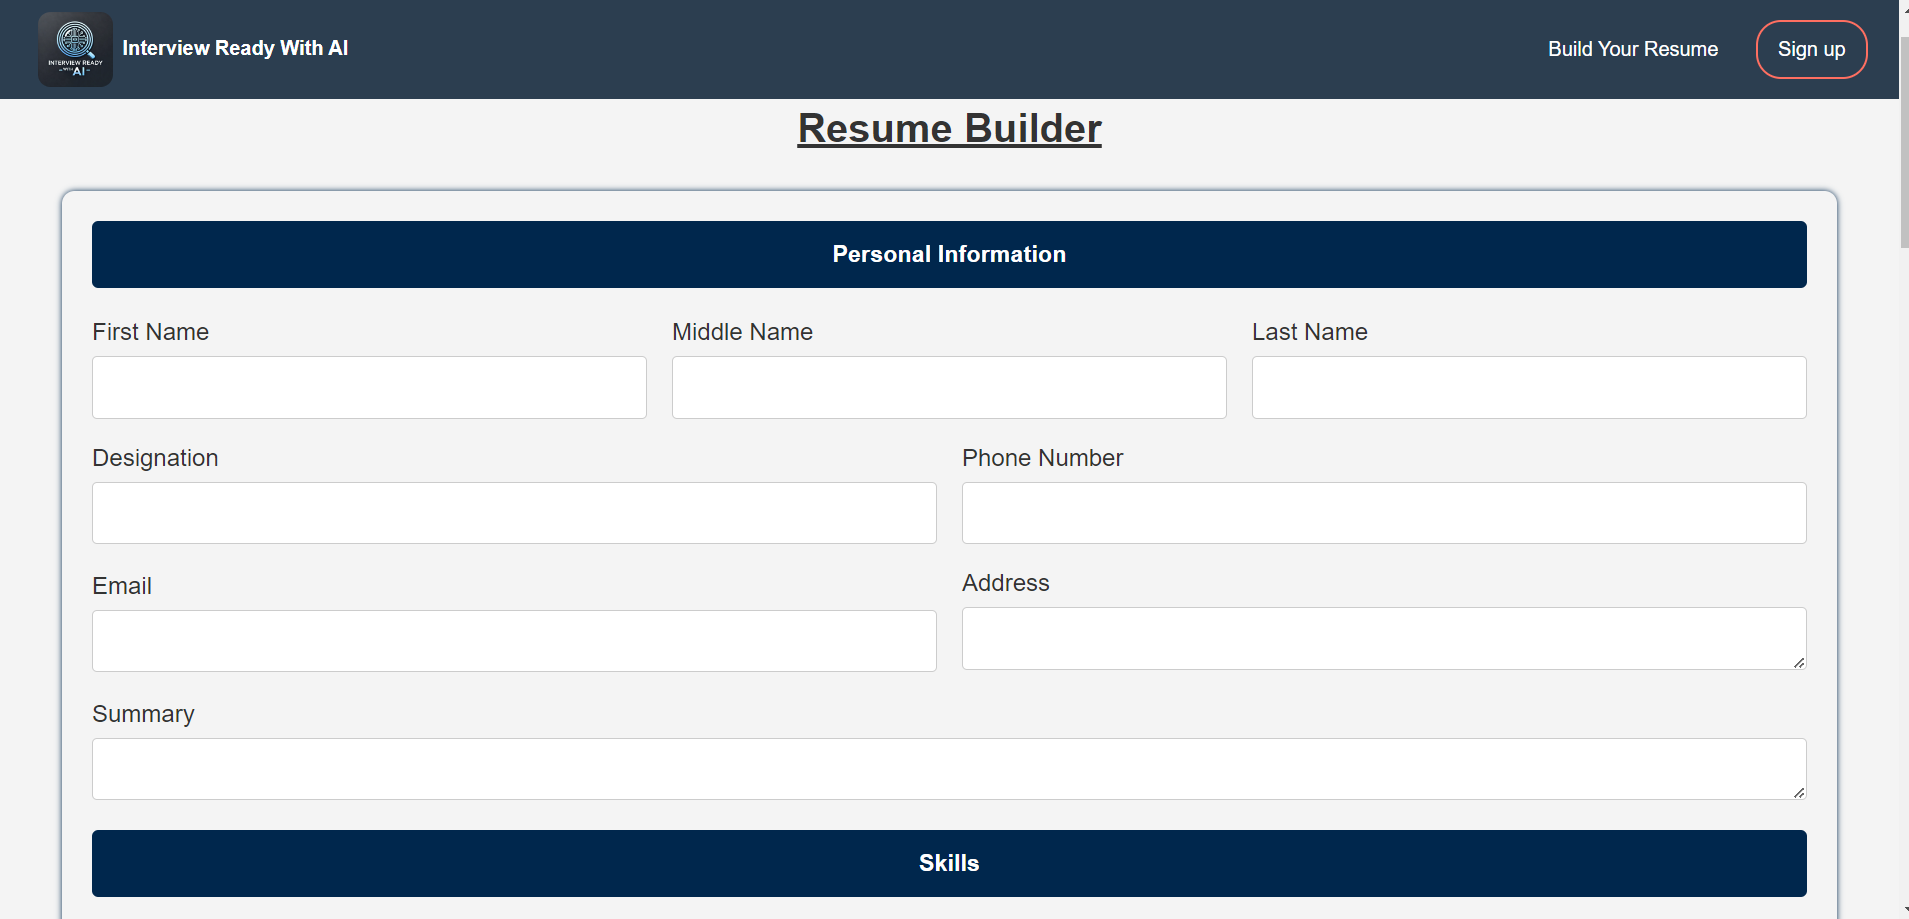 INTERVIEW READY
WITH
AI
Interview Ready With AI
Build Your Resume
Sign up
Resume Builder
Personal Information
First Name
Middle Name
Last Name
Designation
Phone Number
Email
Address
Summary
Skills